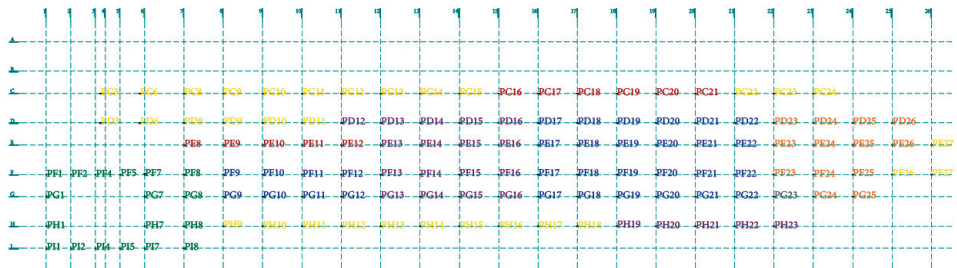 1 2 3 4 5 6 7 8 9 10 11 12 13 14 15 16 17 18 19 20 21 22 23 24 25 26
A
B
C PC3 PC6 PC8 PC9 PC10 PC11 PC12 PC13 PC14 PC15 PC16 PC17 PC18 PC19 PC20 PC21 PC22 PC23 PC24
D PD3 PD6 PD8 PD9 PD10 PD11 PD12 PD13 PD14 PD15 PD16 PD17 PD18 PD19 PD20 PD21 PD22 PD23 PD24 PD25 PD26
E PE8 PE9 PE10 PE11 PE12 PE13 PE14 PE15 PE16 PE17 PE18 PE19 PE20 PE21 PE22 PE23 PE24 PE25 PE26 PE27
F PF1 PF2 PF4 PF5 PF7 PF8 PF9 PF10 PF11 PF12 PF13 PF14 PF15 PF16 PF17 PF18 PF19 PF20 PF21 PF22 PF23 PF24 PF25 PF26 PF27
G PG1 PG7 PG8 PG9 PG10 PG11 PG12 PG13 PG14 PG15 PG16 PG17 PG18 PG19 PG20 PG21 PG22 PG23 PG24 PG25
H PH1 PH7 PH8 PH9 PH10 PH11 PH12 PH13 PH14 PH15 PH16 PH17 PH18 PH19 PH20 PH21 PH22 PH23
I PI1 PI2 PI4 PI5 PI7 PI8